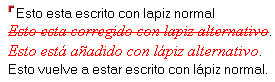 Esto esta escrito con lapiz normal
Esto esta corregido con lapiz alternativo.
Esto está añadido con lápiz alternativo.
Esto vuelve a estar escrito con lápiz normal.